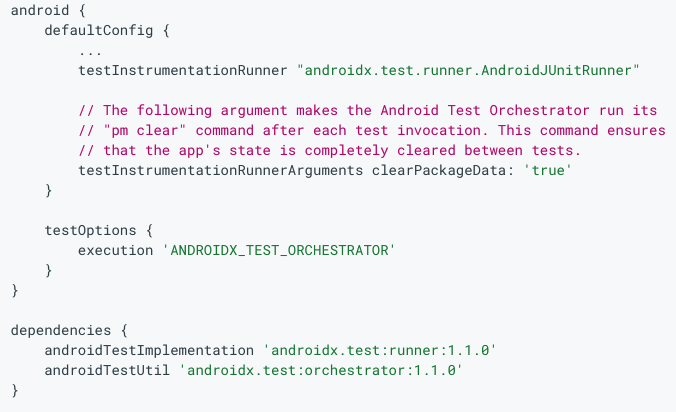 android {
    defaultConfig {
        ...
        testInstrumentationRunner "androidx.test.runner.AndroidJUnitRunner"
        // The following argument makes the Android Test Orchestrator run its
        // "pm clear" command after each test invocation. This command ensures
        // that the app's state is completely cleared between tests.
        testInstrumentationRunnerArguments clearPackageData: 'true'
    }
    testOptions {
        execution 'ANDROIDX_TEST_ORCHESTRATOR'
    }
}
dependencies {
    androidTestImplementation 'androidx.test:runner:1.1.0'
    androidTestUtil 'androidx.test:orchestrator:1.1.0'
}